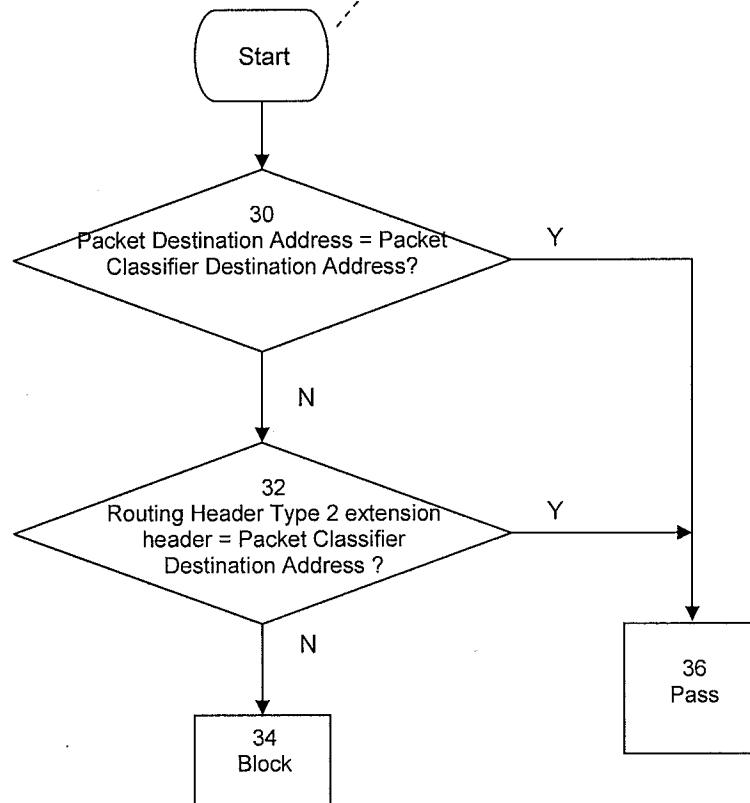 Start
30
Packet Destination Address = Packet
Classifier Destination Address?
Y
N
32
Routing Header Type 2 extension
header = Packet Classifier
Destination Address ?
Y
N
36
Pass
34
Block